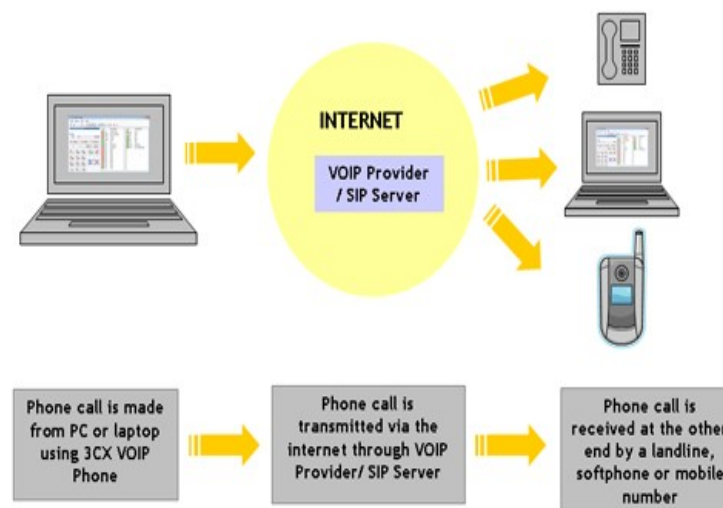 INTERNET
VOIP Provider
/ SIP Server
Phone call is made
from PC or laptop
using 3CX VOIP
Phone
Phone call is
transmitted via the
internet through VOIP
Provider/ SIP Server
Phone call is
received at the other
end by a landline,
softphone or mobile
number